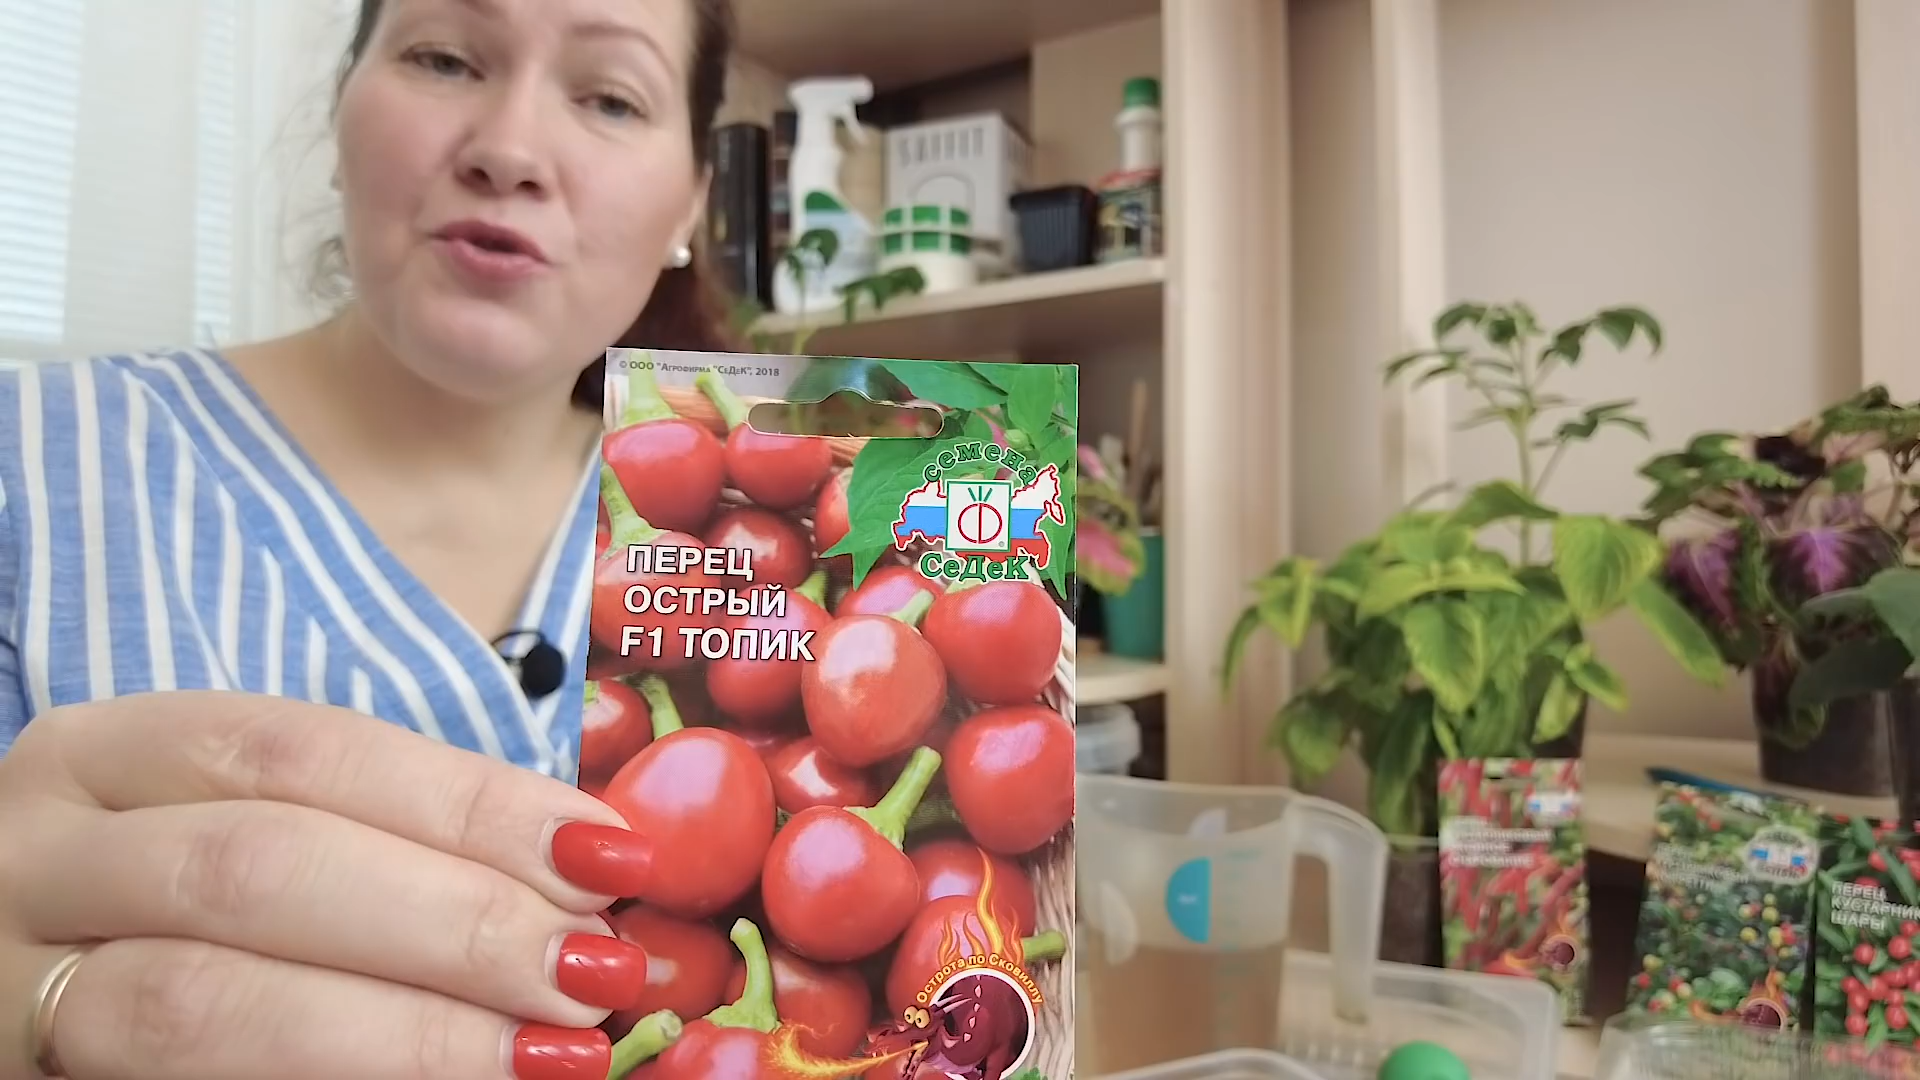 © ООО "Агрофирма "СеДеК", 2018
семена
СеДеК
ПЕРЕЦ
ОСТРЫЙ
F1 ТОПИК
Острота по Сковиллу
ПЕРЕЦ
КУСТАРНИК
ШАРЫ